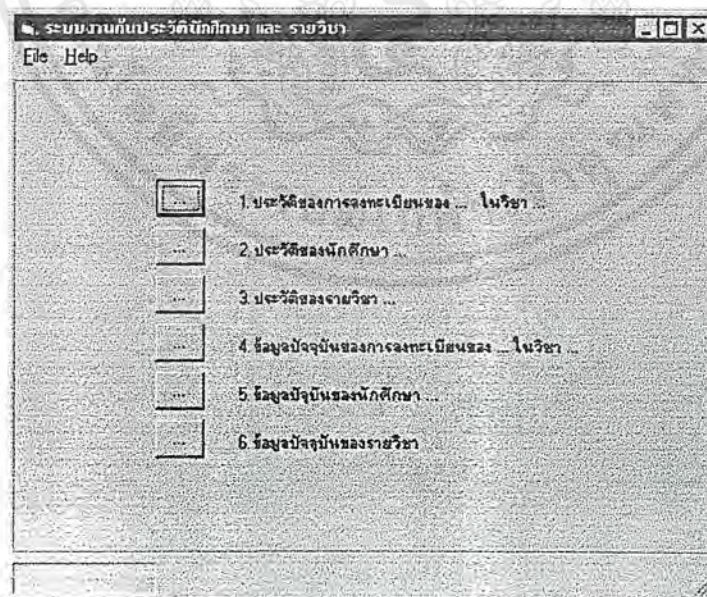 ระบบงานค้นประวัตินักศึกษา และ รายวิชา
File Help
... 1. ประวัติของการลงทะเบียนของ ... ในวิชา ...
... 2. ประวัติของนักศึกษา ...
... 3. ประวัติของรายวิชา ...
... 4. ข้อมูลปัจจุบันของการลงทะเบียนของ ... ในวิชา ...
... 5. ข้อมูลปัจุบันของนักศึกษา ...
... 6. ข้อมูลปัจจุบันของรายวิชา